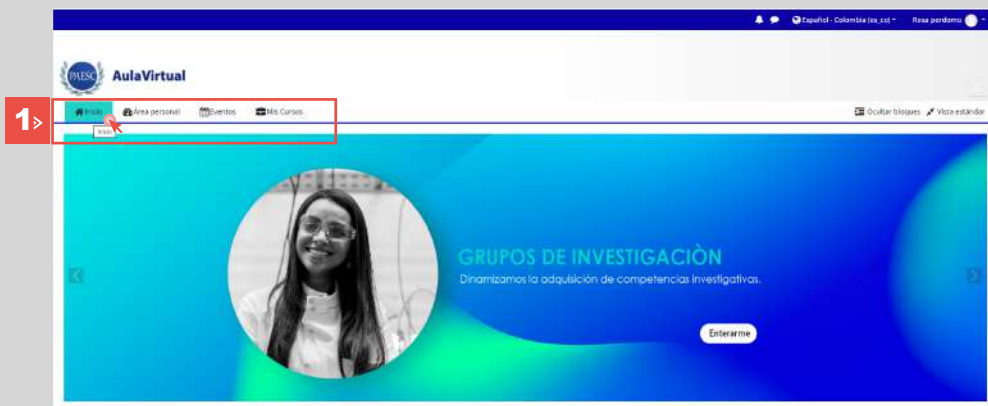 Español - Colombia (es_co) Rosa perdomo
PAESC AulaVirtual
Inicio Área personal Eventos Mis Cursos Ocultar bloques Vista estándar
1
Inicio
GRUPOS DE INVESTIGACIÒN
Dinamizamos la adquisición de competencias investigativas.
Enterarme